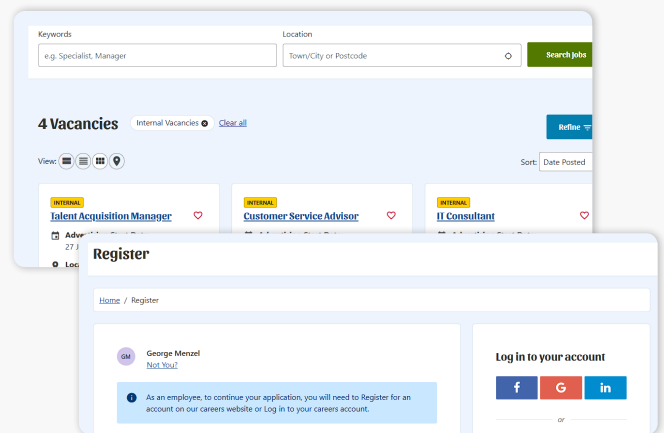 Keywords
Location
e.g. Specialist, Manager
Town/City or Postcode
Search Jobs
4 Vacancies
Internal Vacancies
Clear all
Refine
View:
Sort:
Date Posted
INTERNAL
INTERNAL
INTERNAL
Talent Acquisition Manager
Customer Service Advisor
IT Consultant
27 J
Register
Home / Register
GM
George Menzel
Not You?
As an employee, to continue your application, you will need to Register for an
account on our careers website or Log in to your careers account.
Log in to your account
f
G
in
or